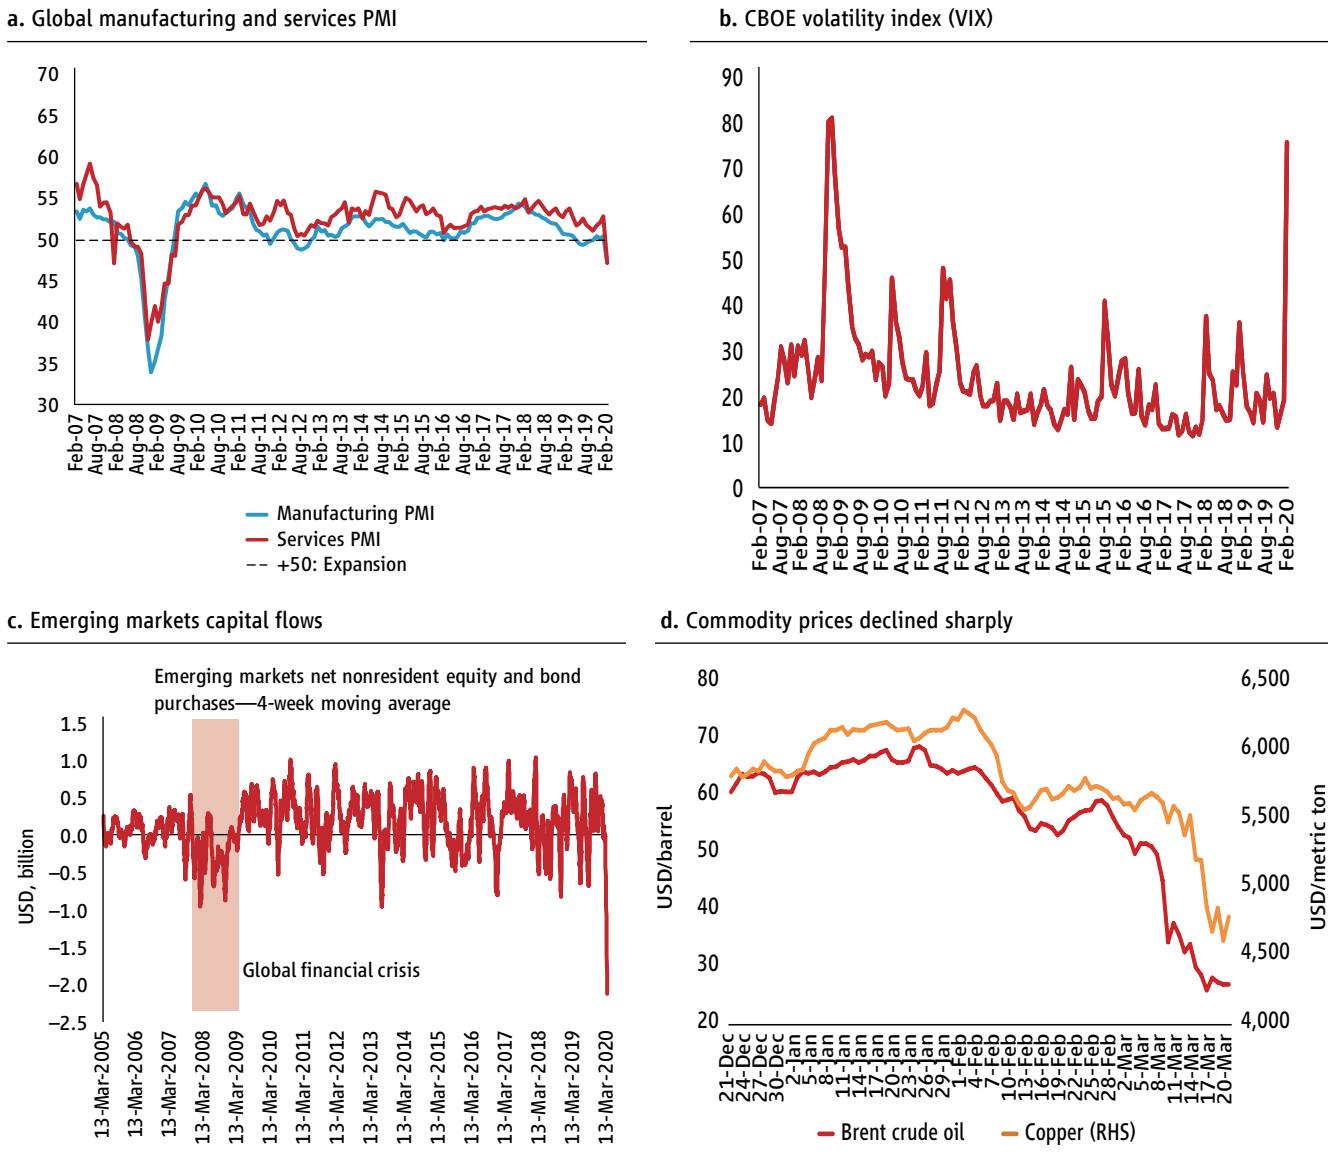 a. Global manufacturing and services PMI
70
65
60
55
50
45
40
35
30
Feb-07
Aug-07
Feb-08
Aug-08
Feb-09
Aug-09
Feb-10
Aug-10
Feb-11
Aug-11
Feb-12
Aug-12
Feb-13
Aug-13
Feb-14
Aug-14
Feb-15
Aug-15
Feb-16
Aug-16
Feb-17
Aug-17
Feb-18
Aug-18
Feb-19
Aug-19
Feb-20
Manufacturing PMI
Services PMI
+50: Expansion
b. CBOE volatility index (VIX)
90
80
70
60
50
40
30
20
10
0
Feb-07
Aug-07
Feb-08
Aug-08
Feb-09
Aug-09
Feb-10
Aug-10
Feb-11
Aug-11
Feb-12
Aug-12
Feb-13
Aug-13
Feb-14
Aug-14
Feb-15
Aug-15
Feb-16
Aug-16
Feb-17
Aug-17
Feb-18
Aug-18
Feb-19
Aug-19
Feb-20
c. Emerging markets capital flows
Emerging markets net nonresident equity and bond
purchases—4-week moving average
USD, billion
1.5
1.0
0.5
0.0
−0.5
−1.0
−1.5
−2.0
−2.5
Global financial crisis
13-Mar-2005
13-Mar-2006
13-Mar-2007
13-Mar-2008
13-Mar-2009
13-Mar-2010
13-Mar-2011
13-Mar-2012
13-Mar-2013
13-Mar-2014
13-Mar-2015
13-Mar-2016
13-Mar-2017
13-Mar-2018
13-Mar-2019
13-Mar-2020
d. Commodity prices declined sharply
USD/barrel
80
70
60
50
40
30
20
6,500
6,000
5,500
5,000
4,500
4,000
USD/metric ton
21-Dec
24-Dec
27-Dec
30-Dec
2-Jan
5-Jan
8-Jan
11-Jan
14-Jan
17-Jan
20-Jan
23-Jan
26-Jan
29-Jan
1-Feb
4-Feb
7-Feb
10-Feb
13-Feb
16-Feb
19-Feb
22-Feb
25-Feb
28-Feb
2-Mar
5-Mar
8-Mar
11-Mar
14-Mar
17-Mar
20-Mar
Brent crude oil
Copper (RHS)